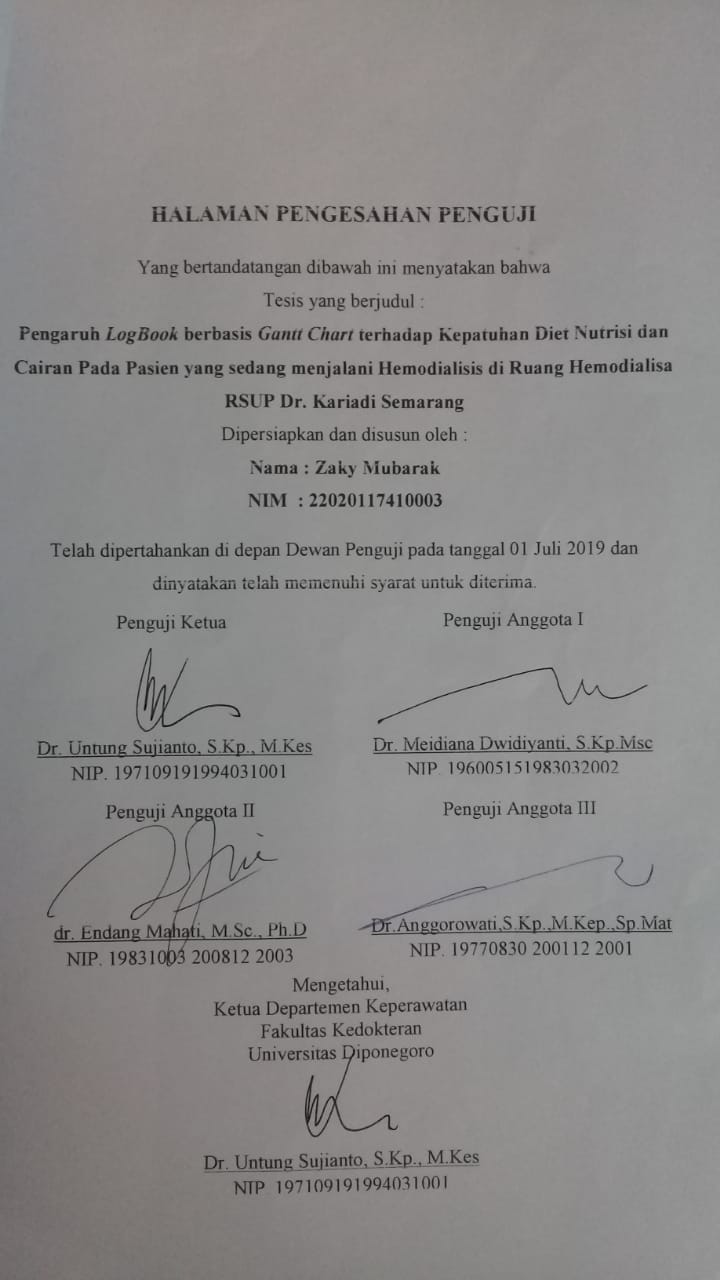 HALAMAN PENGESAHAN PENGUJI
Yang bertandatangan dibawah ini menyatakan bahwa
Tesis yang berjudul :
Pengaruh LogBook berbasis Gantt Chart terhadap Kepatuhan Diet Nutrisi dan
Cairan Pada Pasien yang sedang menjalani Hemodialisis di Ruang Hemodialisa
RSUP Dr. Kariadi Semarang
Dipersiapkan dan disusun oleh :
Nama : Zaky Mubarak
NIM : 22020117410003
Telah dipertahankan di depan Dewan Penguji pada tanggal 01 Juli 2019 dan
dinyatakan telah memenuhi syarat untuk diterima.
Penguji Ketua
Dr. Untung Sujianto, S.Kp., M.Kes
NIP. 197109191994031001
Penguji Anggota I
Dr. Meidiana Dwidiyanti, S.Kp.Msc
NIP. 196005151983032002
Penguji Anggota II
dr. Endang Mahati, M.Sc., Ph.D
NIP. 19831003 200812 2003
Penguji Anggota III
Dr.Anggorowati,S.Kp.,M.Kep.,Sp.Mat
NIP. 19770830 200112 2001
Mengetahui,
Ketua Departemen Keperawatan
Fakultas Kedokteran
Universitas Diponegoro
Dr. Untung Sujianto, S.Kp., M.Kes
NIP 197109191994031001